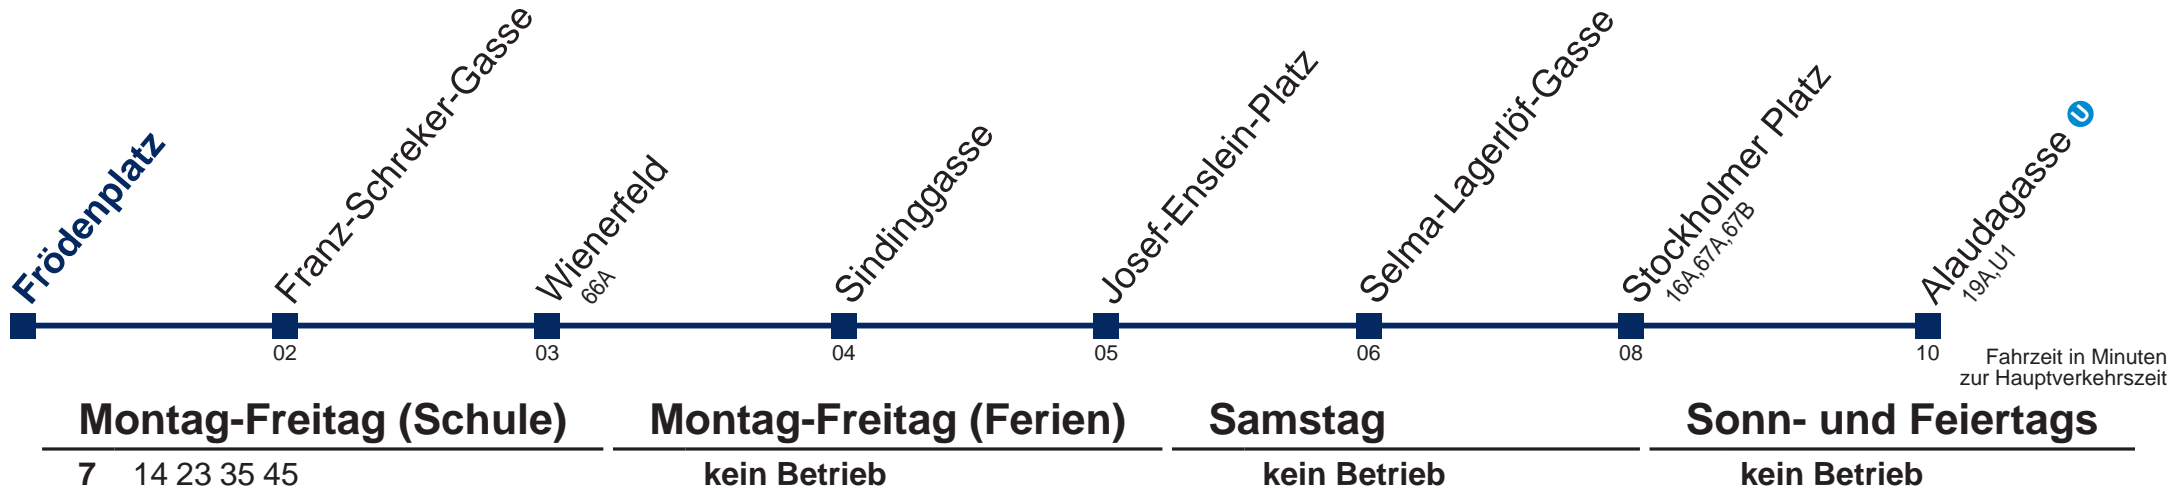 Frödenplatz
Franz-Schreker-Gasse
Wienerfeld
66A
Sindinggasse
Josef-Enslein-Platz
Selma-Lagerlöf-Gasse
Stockholmer Platz
16A,67A,67B
Alaudagasse U
19A,U1
02 03 04 05 06 08 10
Fahrzeit in Minuten
zur Hauptverkehrszeit
Montag-Freitag (Schule) Montag-Freitag (Ferien) Samstag Sonn- und Feiertags
7 14 23 35 45 kein Betrieb kein Betrieb kein Betrieb